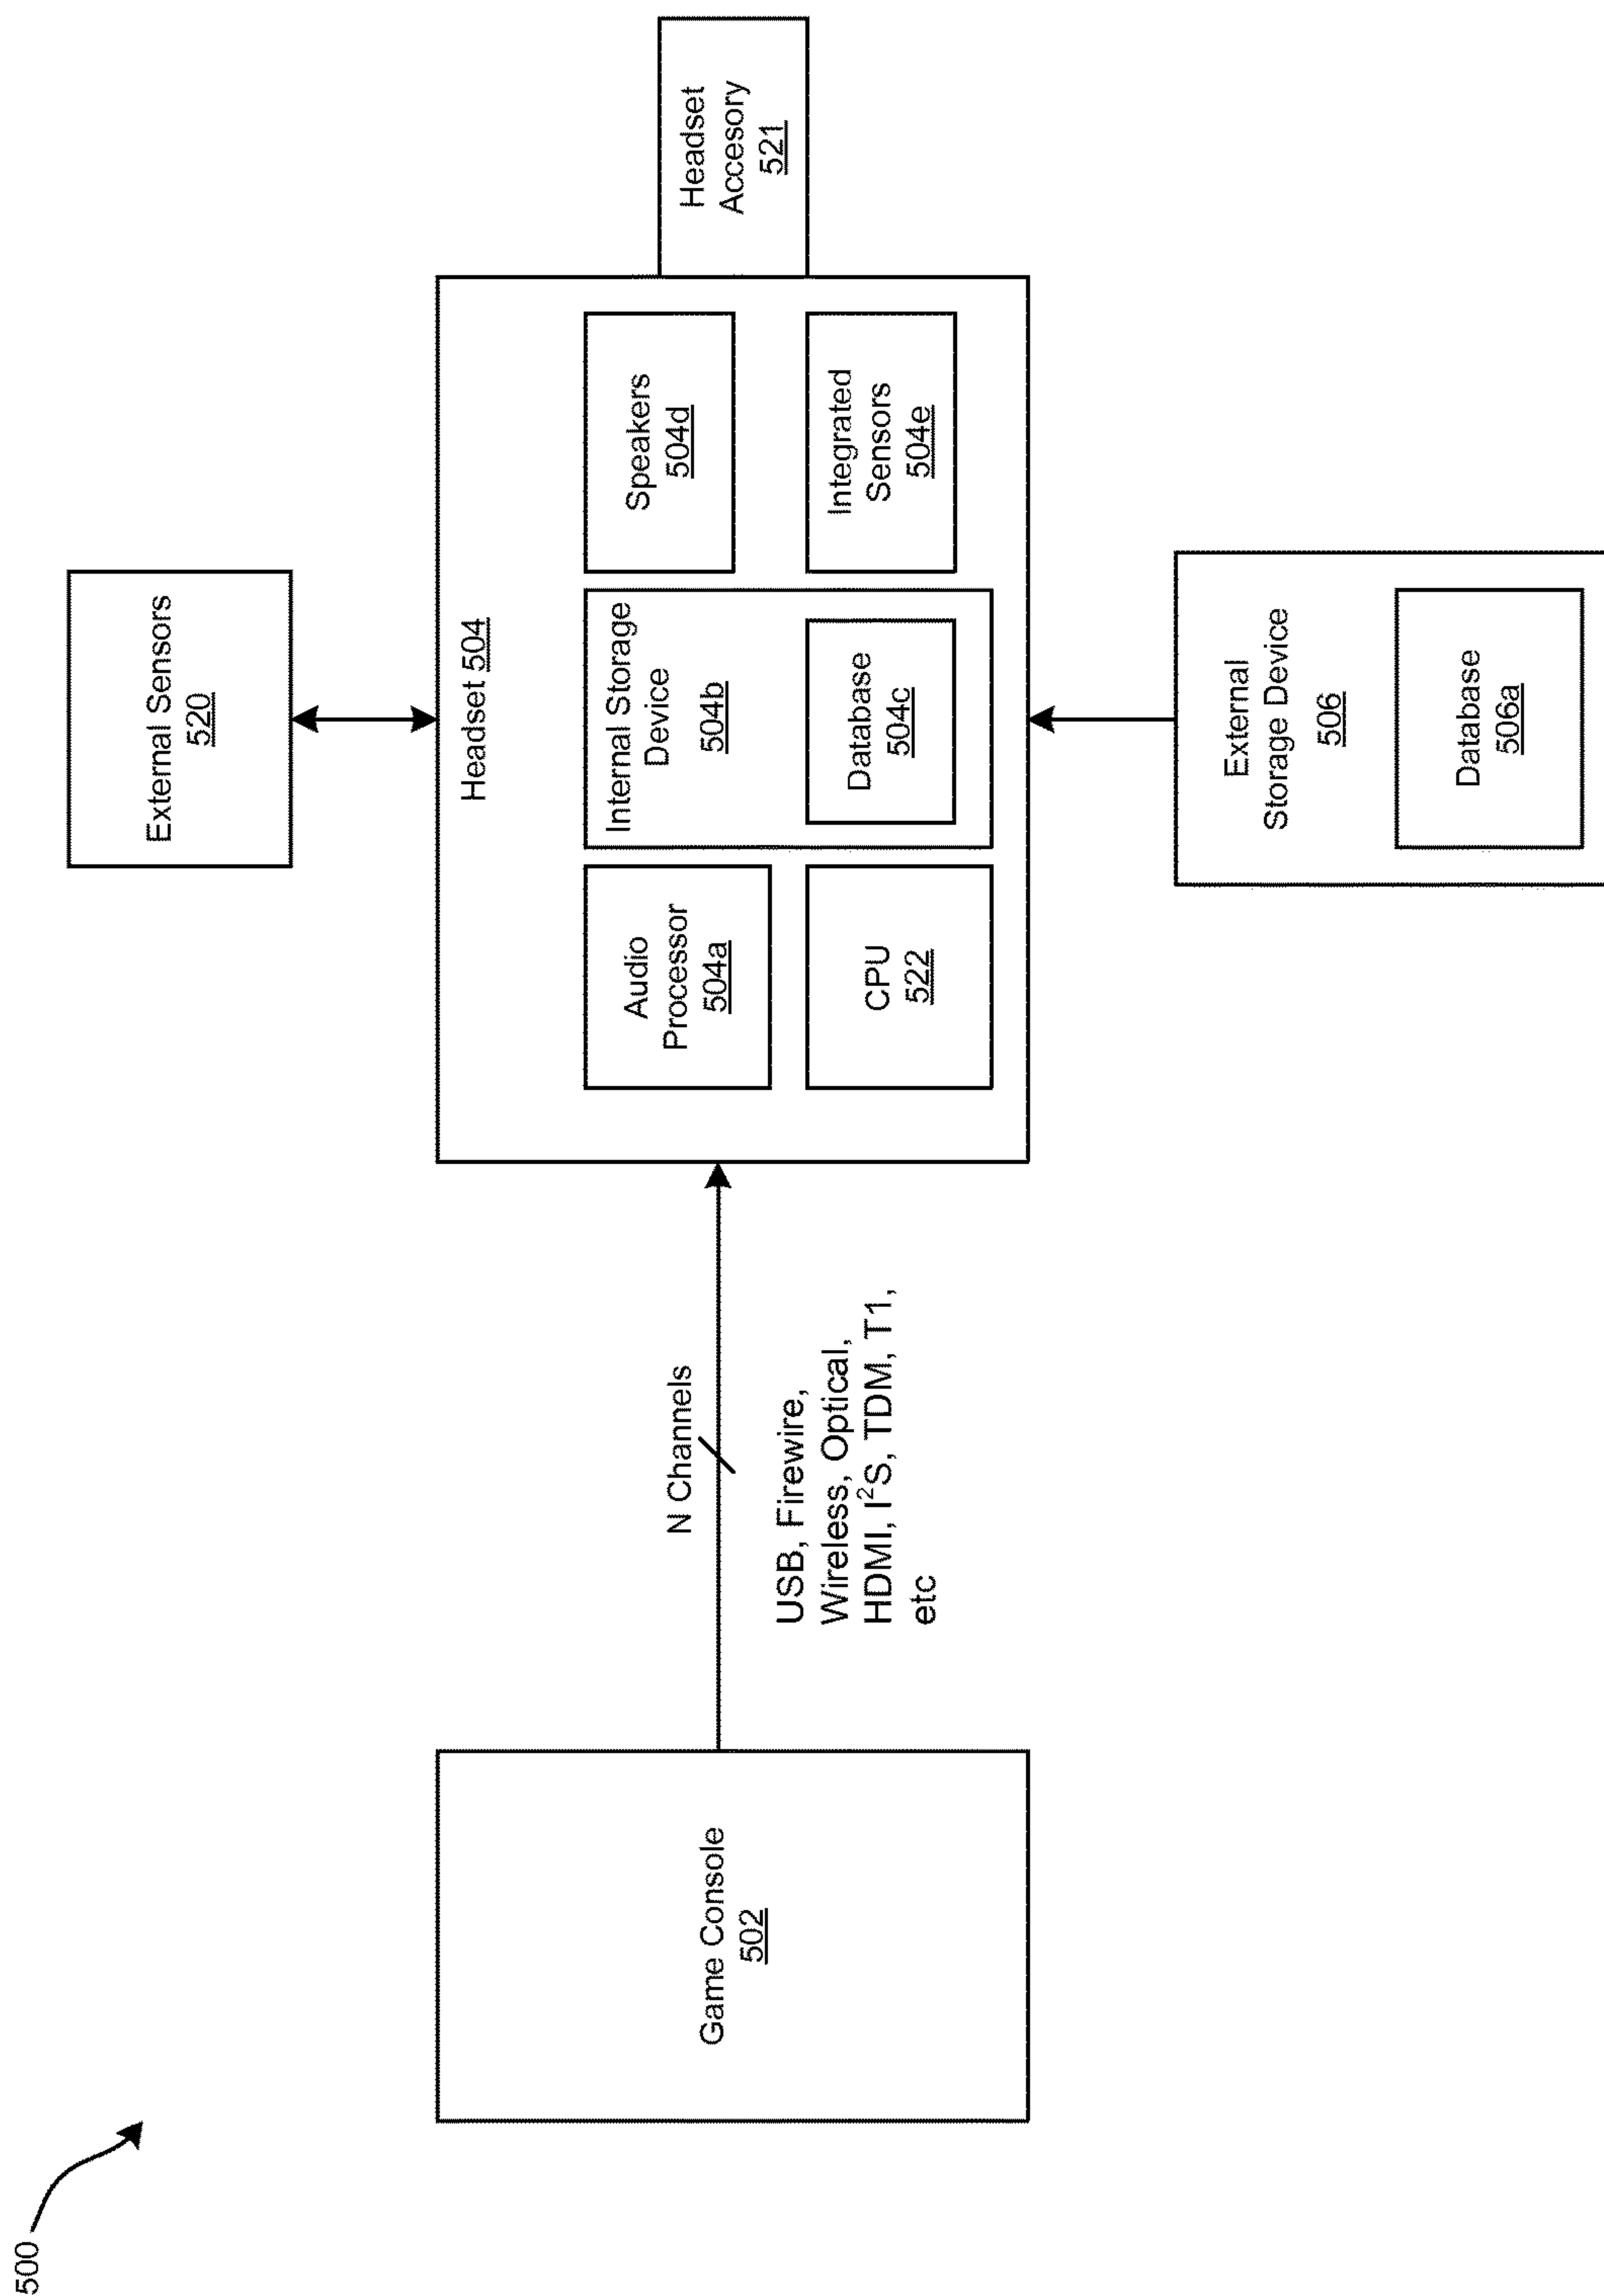 500
External Sensors
520
Game Console
502
N Channels
USB, Firewire,
Wireless, Optical,
HDMI, I²S, TDM, T1,
etc
Headset 504
Audio
Processor
504a
Internal Storage
Device
504b
Speakers
504d
CPU
522
Database
504c
Integrated
Sensors
504e
Headset
Accesory
521
External
Storage Device
506
Database
506a